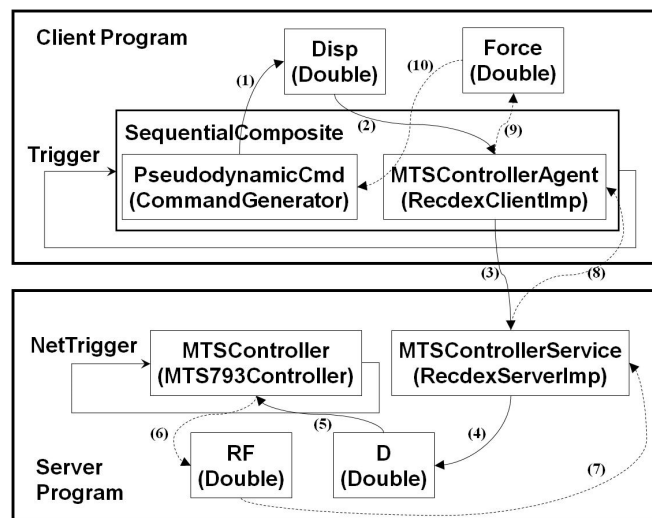 Client Program
Disp
(Double)
Force
(Double)
(1)
(10)
(2)
(9)
SequentialComposite
Trigger
PseudodynamicCmd
(CommandGenerator)
MTSControllerAgent
(RecdexClientImp)
(3)
(8)
NetTrigger
MTSController
(MTS793Controller)
MTSControllerService
(RecdexServerImp)
(6)
(5)
(4)
RF
(Double)
D
(Double)
(7)
Server
Program